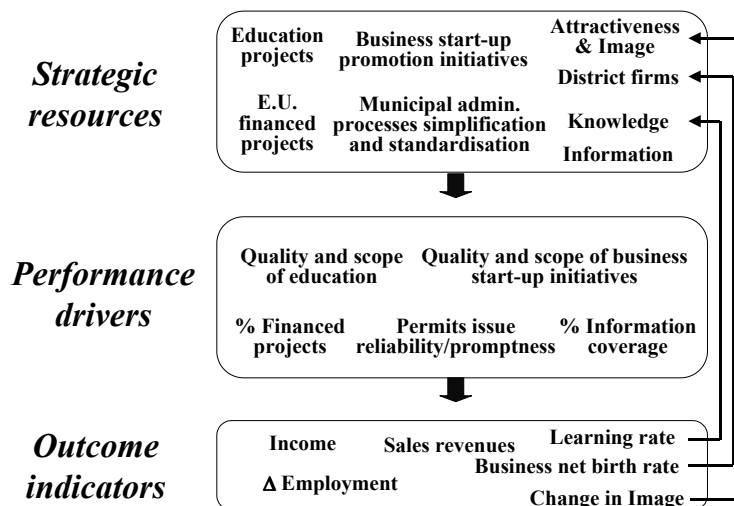 Strategic
resources
Education
projects
Business start-up
promotion initiatives
Attractiveness
& Image
District firms
E.U.
financed
projects
Municipal admin.
processes simplification
and standardisation
Knowledge
Information
Performance
drivers
Quality and scope
of education
Quality and scope of business
start-up initiatives
% Financed
projects
Permits issue
reliability/promptness
% Information
coverage
Outcome
indicators
Income
Sales revenues
Learning rate
Business net birth rate
Δ Employment
Change in Image